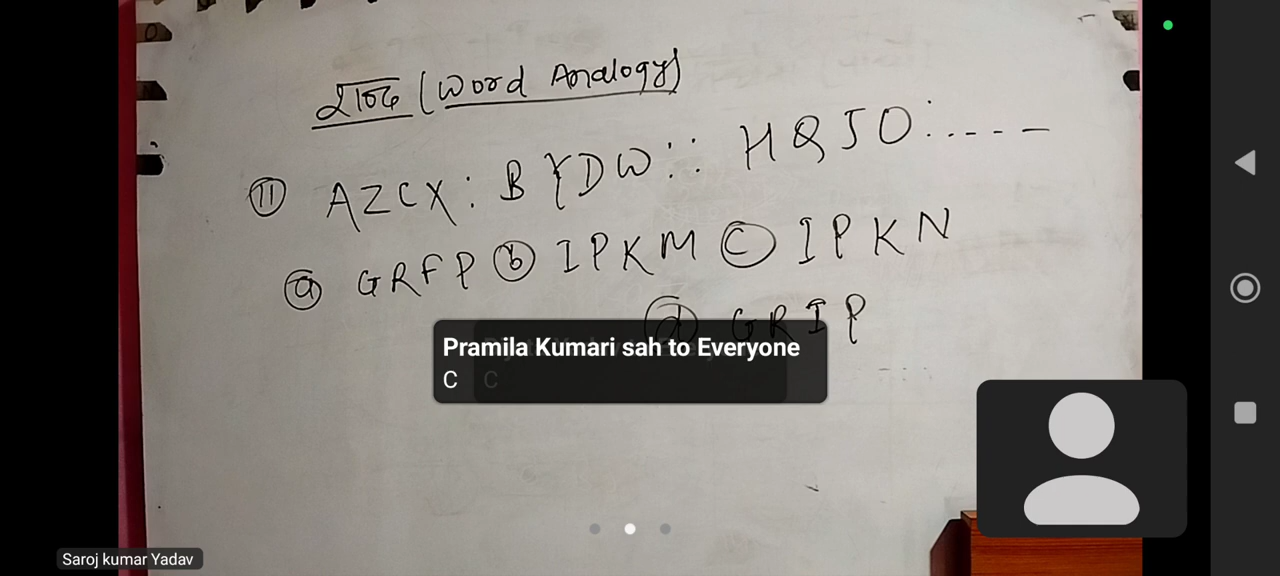 शब्द (Word Analogy)
11 AZCX : BYDW :: HQJO : -----
a GRFP b IPKM c IPKN
d GRIP
Pramila Kumari sah to Everyone
C C
Saroj kumar Yadav